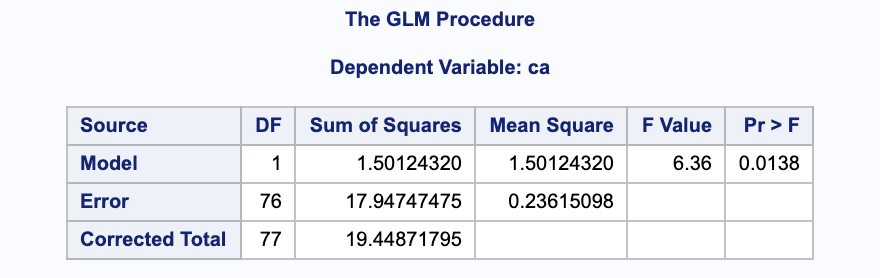 The GLM Procedure
Dependent Variable: ca
Source DF Sum of Squares Mean Square F Value Pr > F
Model 1 1.50124320 1.50124320 6.36 0.0138
Error 76 17.94747475 0.23615098
Corrected Total 77 19.44871795